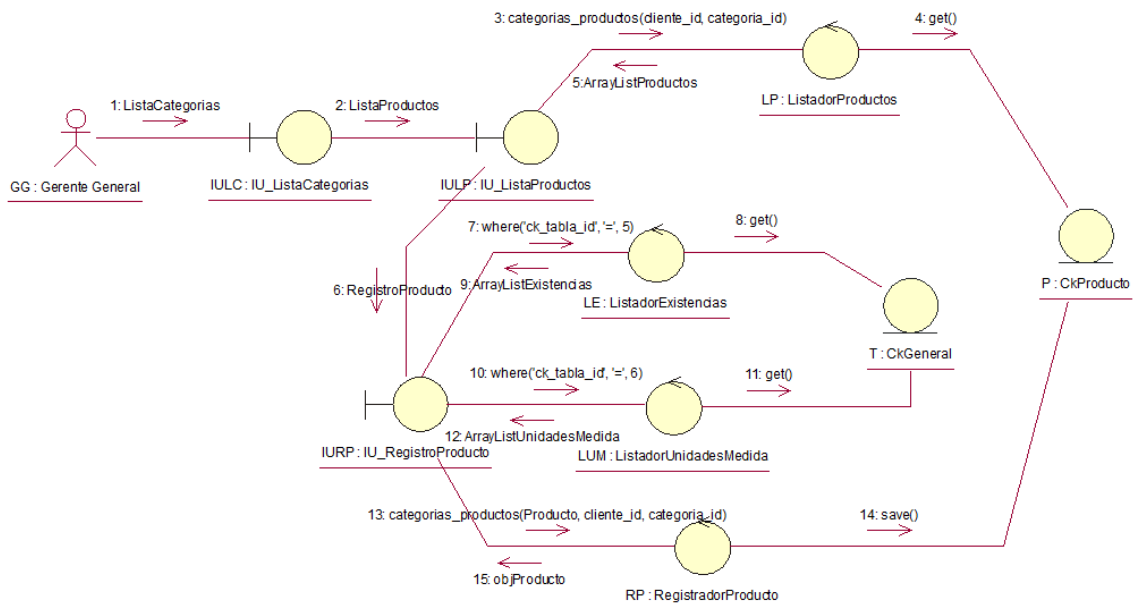 3: categorias_productos(cliente_id, categoria_id)
4: get()
5:ArrayListProductos
LP : ListadorProductos
1: ListaCategorias
2: ListaProductos
GG : Gerente General
IULC : IU_ListaCategorias
IULP : IU_ListaProductos
7: where('ck_tabla_id', '=', 5)
8: get()
6: RegistroProducto
9: ArrayListExistencias
LE : ListadorExistencias
P : CkProducto
T : CkGeneral
10: where('ck_tabla_id', '=', 6)
11: get()
12: ArrayListUnidadesMedida
IURP : IU_RegistroProducto
LUM : ListadorUnidadesMedida
13: categorias_productos(Producto, cliente_id, categoria_id)
14: save()
15: objProducto
RP : RegistradorProducto